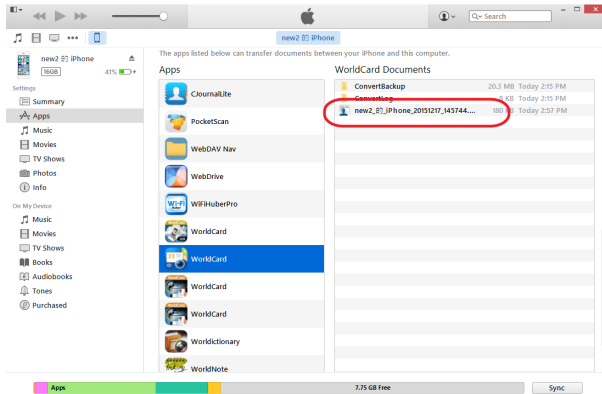 Search
new2 的 iPhone
new2 的 iPhone
16GB
41%
Settings
Summary
Apps
Music
Movies
TV Shows
Photos
Info
On My Device
Music
Movies
TV Shows
Books
Audiobooks
Tones
Purchased
The apps listed below can transfer documents between your iPhone and this computer.
Apps
CJournalLite
PocketScan
WebDAV Nav
WebDrive
WiFiHuberPro
WorldCard
WorldCard
WorldCard
WorldCard
Worldictionary
WorldNote
WorldCard Documents
ConvertBackup 20.3 MB Today 2:15 PM
ConvertLog KB Today 2:15 PM
new2_的_iPhone_20151217_145744.... 180 KB Today 2:57 PM
Apps
7.75 GB Free
Sync